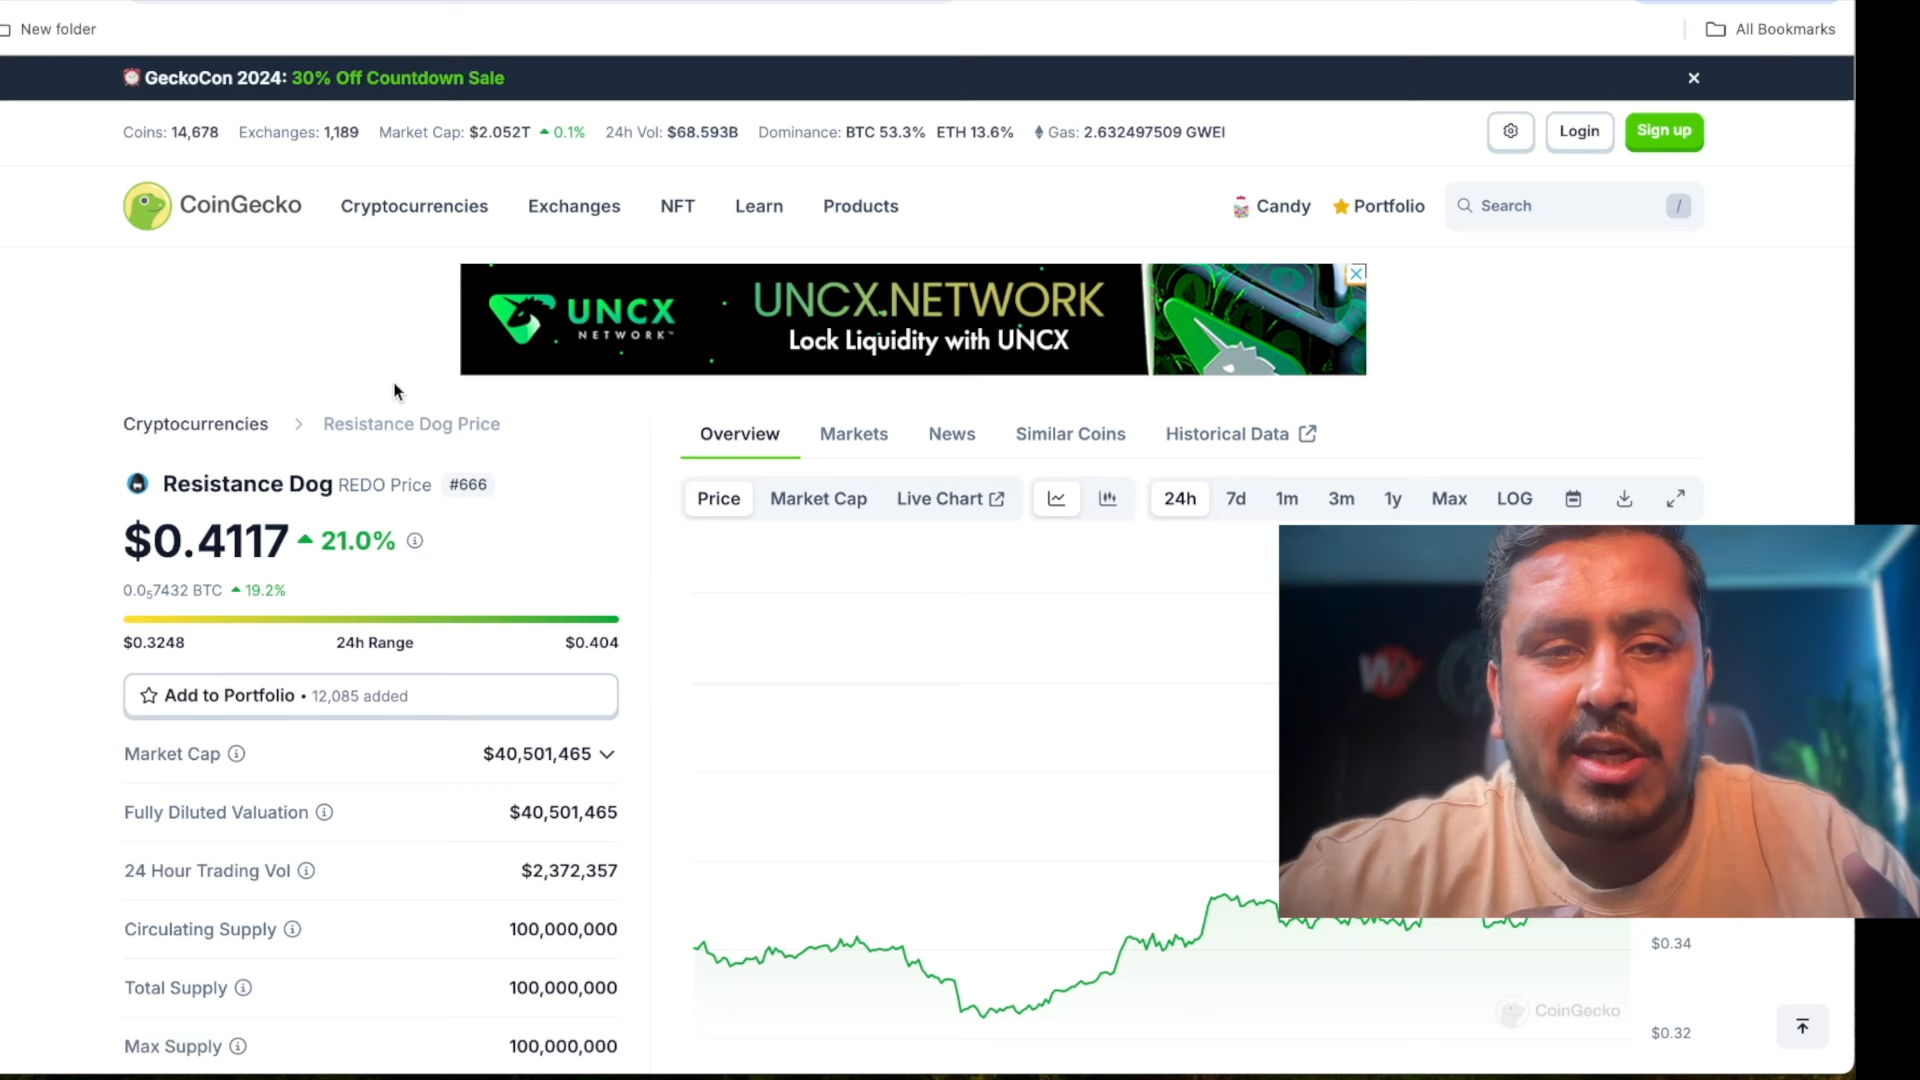 New folder
All Bookmarks
GeckoCon 2024: 30% Off Countdown Sale
Coins: 14,678 Exchanges: 1,189 Market Cap: $2.052T 0.1% 24h Vol: $68.593B Dominance: BTC 53.3% ETH 13.6% Gas: 2.632497509 GWEI
Login
Sign up
CoinGecko
Cryptocurrencies Exchanges NFT Learn Products
Candy Portfolio
Search /
UNCX
NETWORK™
UNCX.NETWORK
Lock Liquidity with UNCX
Cryptocurrencies > Resistance Dog Price
Resistance Dog REDO Price #666
$0.4117 21.0%
0.0₅7432 BTC 19.2%
$0.3248 24h Range $0.404
Add to Portfolio • 12,085 added
Market Cap $40,501,465
Fully Diluted Valuation $40,501,465
24 Hour Trading Vol $2,372,357
Circulating Supply 100,000,000
Total Supply 100,000,000
Max Supply 100,000,000
Overview Markets News Similar Coins Historical Data
Price Market Cap Live Chart
24h 7d 1m 3m 1y Max LOG
$0.34
CoinGecko
$0.32